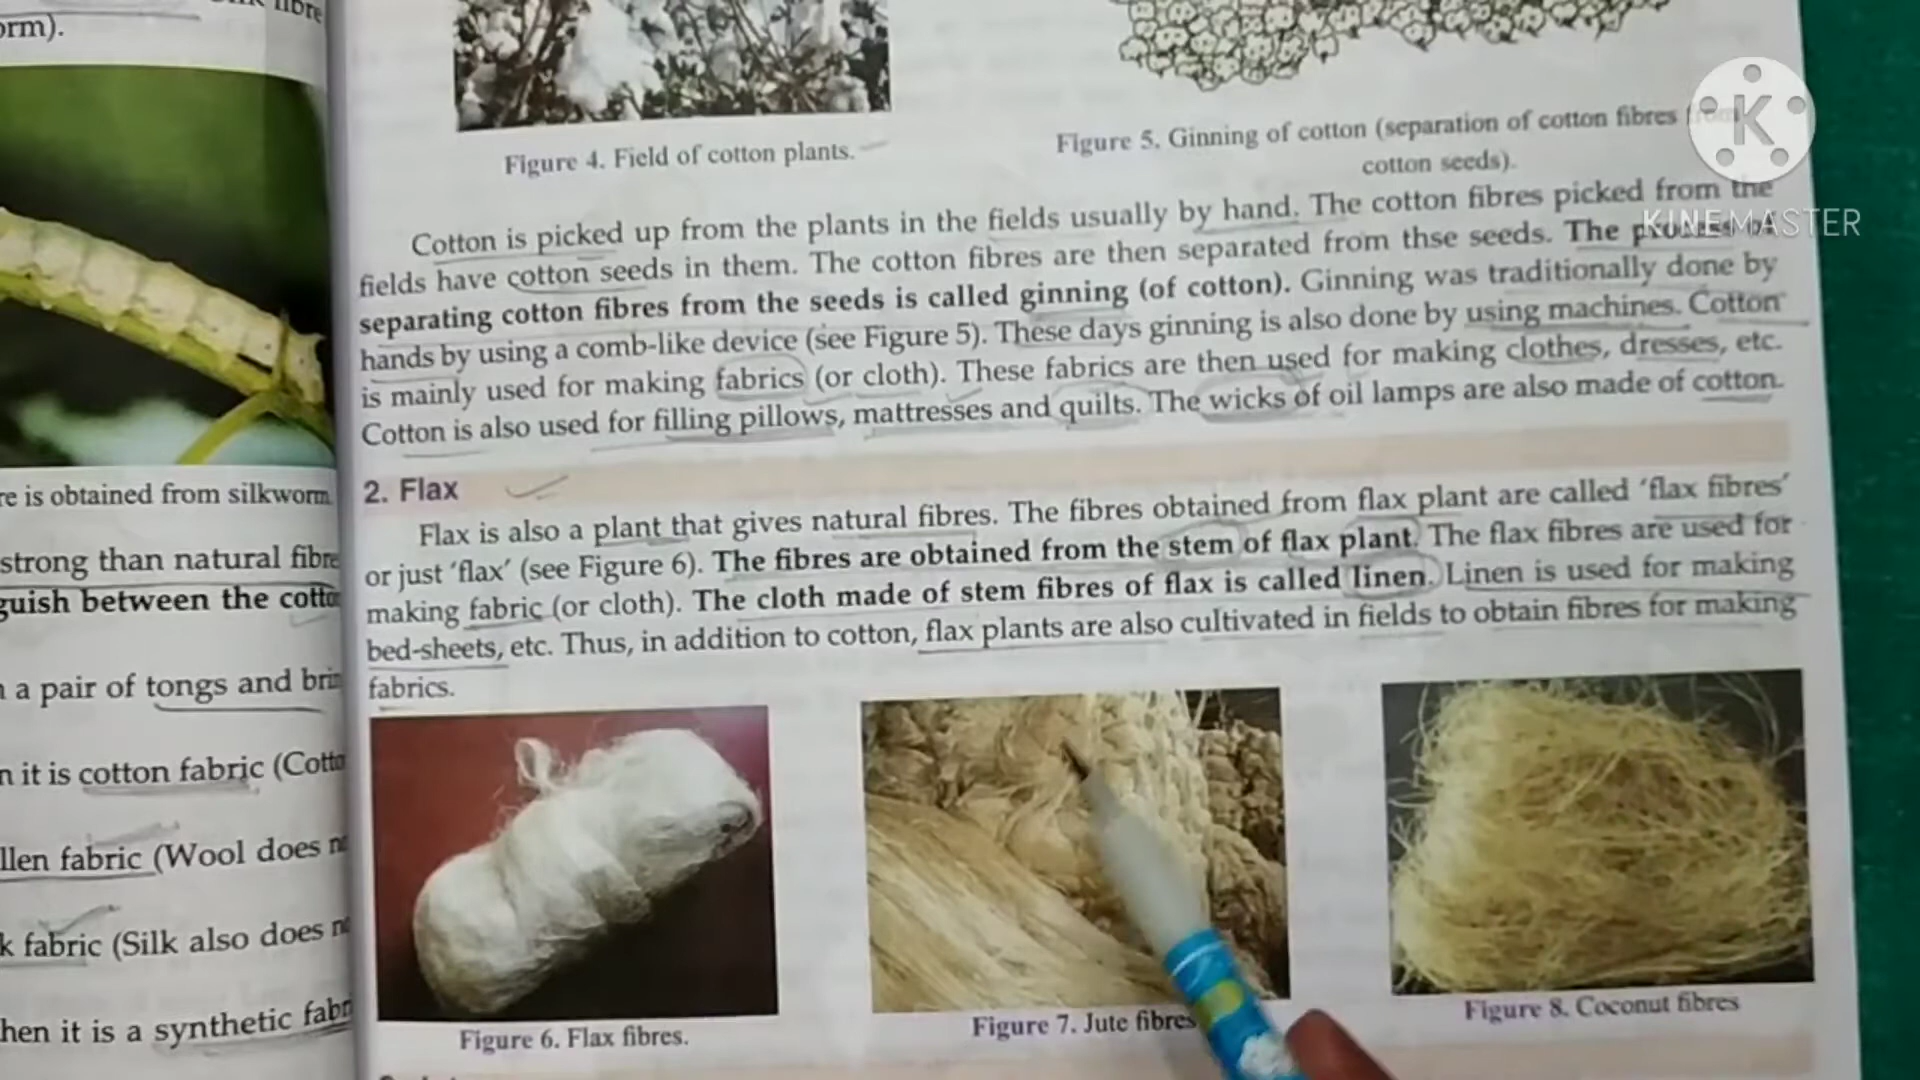 fibre
orm).
re is obtained from silkworm.
strong than natural fibre
guish between the cotto
a pair of tongs and brin
n it is cotton fabric (Cotto
llen fabric (Wool does n
k fabric (Silk also does n
hen it is a synthetic fabr
Figure 4. Field of cotton plants.
Figure 5. Ginning of cotton (separation of cotton fibres
cotton seeds).
Cotton is picked up from the plants in the fields usually by hand. The cotton fibres picked from the
fields have cotton seeds in them. The cotton fibres are then separated from thse seeds. The process of
separating cotton fibres from the seeds is called ginning (of cotton). Ginning was traditionally done by
hands by using a comb-like device (see Figure 5). These days ginning is also done by using machines. Cotton
is mainly used for making fabrics (or cloth). These fabrics are then used for making clothes, dresses, etc.
Cotton is also used for filling pillows, mattresses and quilts. The wicks of oil lamps are also made of cotton.
2. Flax
Flax is also a plant that gives natural fibres. The fibres obtained from flax plant are called ‘flax fibres’
or just ‘flax’ (see Figure 6). The fibres are obtained from the stem of flax plant. The flax fibres are used for
making fabric (or cloth). The cloth made of stem fibres of flax is called linen. Linen is used for making
bed-sheets, etc. Thus, in addition to cotton, flax plants are also cultivated in fields to obtain fibres for making
fabrics.
Figure 6. Flax fibres.
Figure 7. Jute fibres
Figure 8. Coconut fibres
K
KINEMASTER